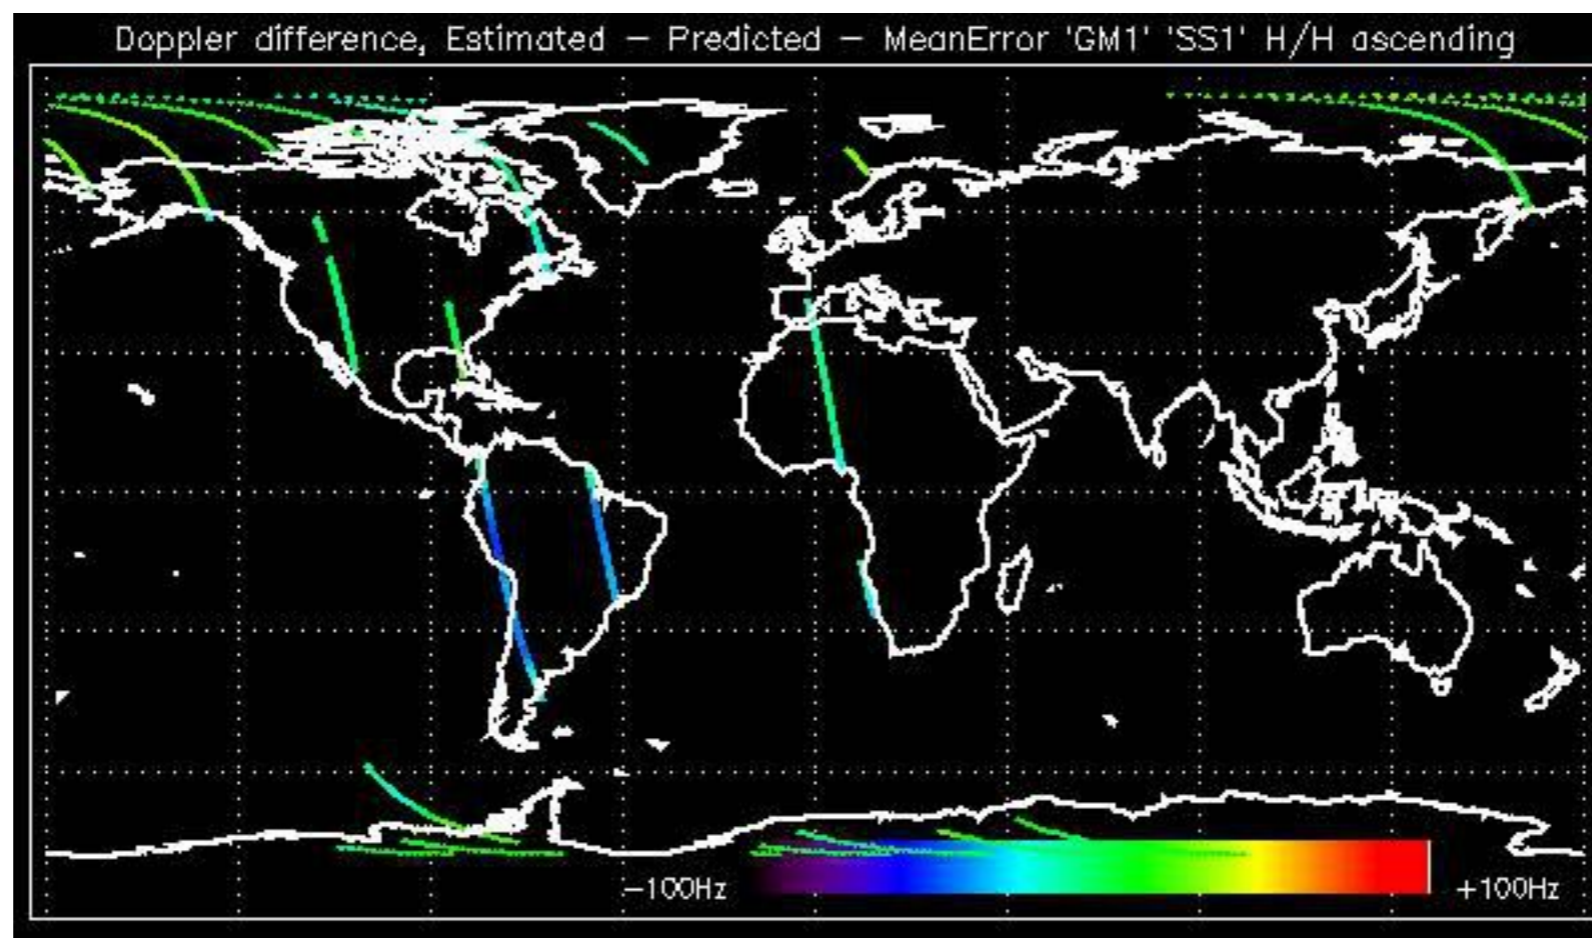 Doppler difference, Estimated – Predicted – MeanError 'GM1' 'SS1' H/H ascending
-100Hz +100Hz